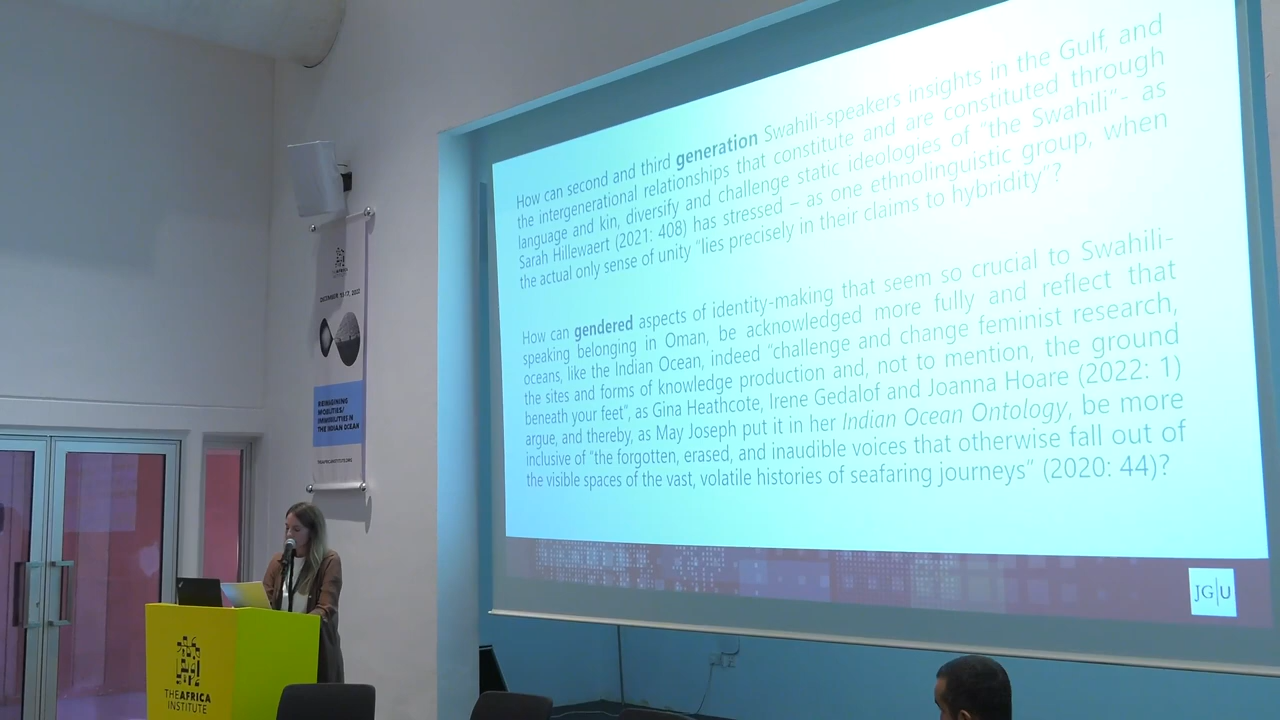 How can second and third generation Swahili-speakers insights in the Gulf, and
the intergenerational relationships that constitute and are constituted through
language and kin, diversify and challenge static ideologies of "the Swahili"- as
Sarah Hillewaert (2021: 408) has stressed – as one ethnolinguistic group, when
the actual only sense of unity "lies precisely in their claims to hybridity"?
How can gendered aspects of identity-making that seem so crucial to Swahili-
speaking belonging in Oman, be acknowledged more fully and reflect that
oceans, like the Indian Ocean, indeed "challenge and change feminist research,
the sites and forms of knowledge production and, not to mention, the ground
beneath your feet", as Gina Heathcote, Irene Gedalof and Joanna Hoare (2022: 1)
argue, and thereby, as May Joseph put it in her Indian Ocean Ontology, be more
inclusive of "the forgotten, erased, and inaudible voices that otherwise fall out of
the visible spaces of the vast, volatile histories of seafaring journeys" (2020: 44)?
JG|U
REIMAGINING
MOBILITIES/
IMMOBILITIES IN
THE INDIAN OCEAN
THE AFRICA
INSTITUTE